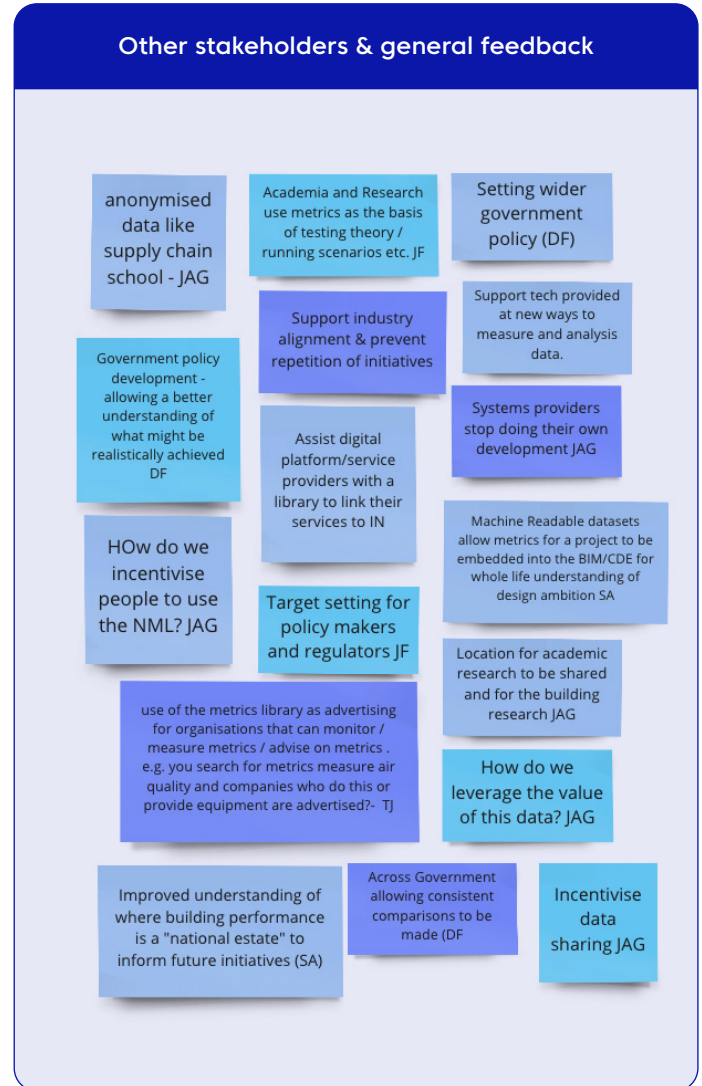 Other stakeholders & general feedback
anonymised
data like
supply chain
school - JAG
Academia and Research
use metrics as the basis
of testing theory /
running scenarios etc. JF
Setting wider
government
policy (DF)
Support industry
alignment & prevent
repetition of initiatives
Support tech provided
at new ways to
measure and analysis
data.
Government policy
development -
allowing a better
understanding of
what might be
realistically achieved
DF
Systems providers
stop doing their own
development JAG
Assist digital
platform/service
providers with a
library to link their
services to IN
Machine Readable datasets
allow metrics for a project to be
embedded into the BIM/CDE for
whole life understanding of
design ambition SA
HOw do we
incentivise
people to use
the NML? JAG
Target setting for
policy makers
and regulators JF
Location for academic
research to be shared
and for the building
research JAG
use of the metrics library as advertising
for organisations that can monitor /
measure metrics / advise on metrics .
e.g. you search for metrics measure air
quality and companies who do this or
provide equipment are advertised?- TJ
How do we
leverage the value
of this data? JAG
Improved understanding of
where building performance
is a "national estate" to
inform future initiatives (SA)
Across Government
allowing consistent
comparisons to be
made (DF
Incentivise
data
sharing JAG